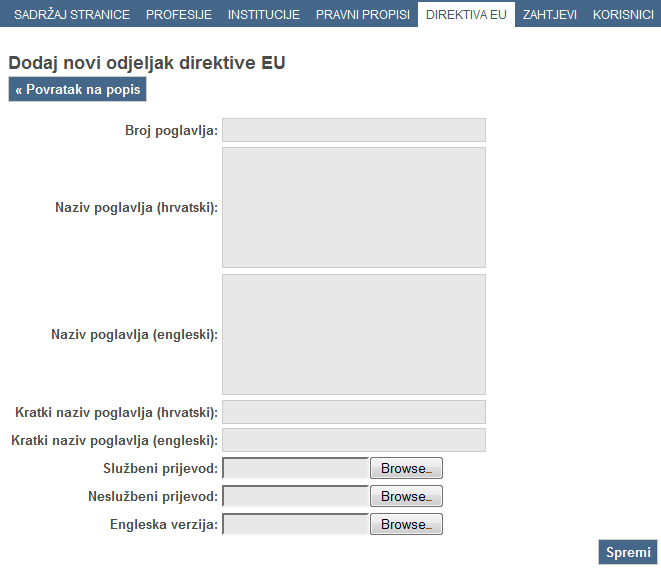 SADRŽAJ STRANICE PROFESIJE INSTITUCIJE PRAVNI PROPISI DIREKTIVA EU ZAHTJEVI KORISNICI
Dodaj novi odjeljak direktive EU
« Povratak na popis
Broj poglavlja:
Naziv poglavlja (hrvatski):
Naziv poglavlja (engleski):
Kratki naziv poglavlja (hrvatski):
Kratki naziv poglavlja (engleski):
Službeni prijevod: Browse...
Neslužbeni prijevod: Browse...
Engleska verzija: Browse...
Spremi